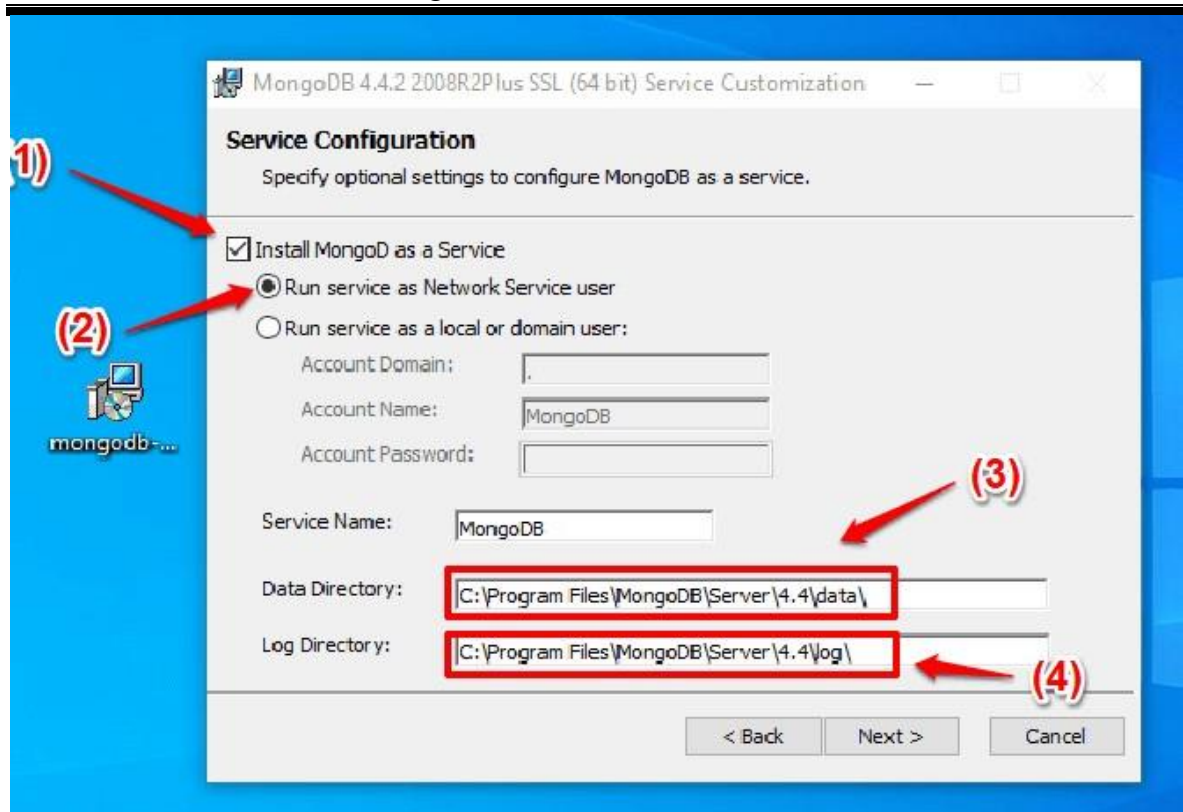 MongoDB 4.4.2 2008R2Plus SSL (64 bit) Service Customization
Service Configuration
Specify optional settings to configure MongoDB as a service.
1)
Install MongoD as a Service
Run service as Network Service user
(2)
Run service as a local or domain user:
Account Domain:
.
Account Name:
MongoDB
mongodb-...
Account Password:
(3)
Service Name:
MongoDB
Data Directory:
C:\Program Files\MongoDB\Server\4.4\data\
Log Directory:
C:\Program Files\MongoDB\Server\4.4\log\
(4)
< Back
Next >
Cancel